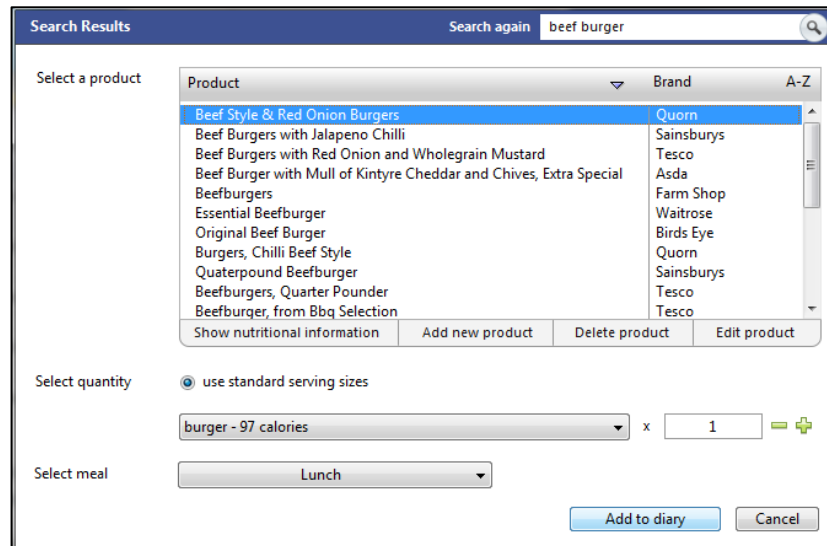 Search Results Search again beef burger
Select a product Product Brand A-Z
Beef Style & Red Onion Burgers Quorn
Beef Burgers with Jalapeno Chilli Sainsburys
Beef Burgers with Red Onion and Wholegrain Mustard Tesco
Beef Burger with Mull of Kintyre Cheddar and Chives, Extra Special Asda
Beefburgers Farm Shop
Essential Beefburger Waitrose
Original Beef Burger Birds Eye
Burgers, Chilli Beef Style Quorn
Quaterpound Beefburger Sainsburys
Beefburgers, Quarter Pounder Tesco
Beefburger, from Bbq Selection Tesco
Show nutritional information Add new product Delete product Edit product
Select quantity use standard serving sizes
burger - 97 calories x 1
Select meal Lunch
Add to diary Cancel